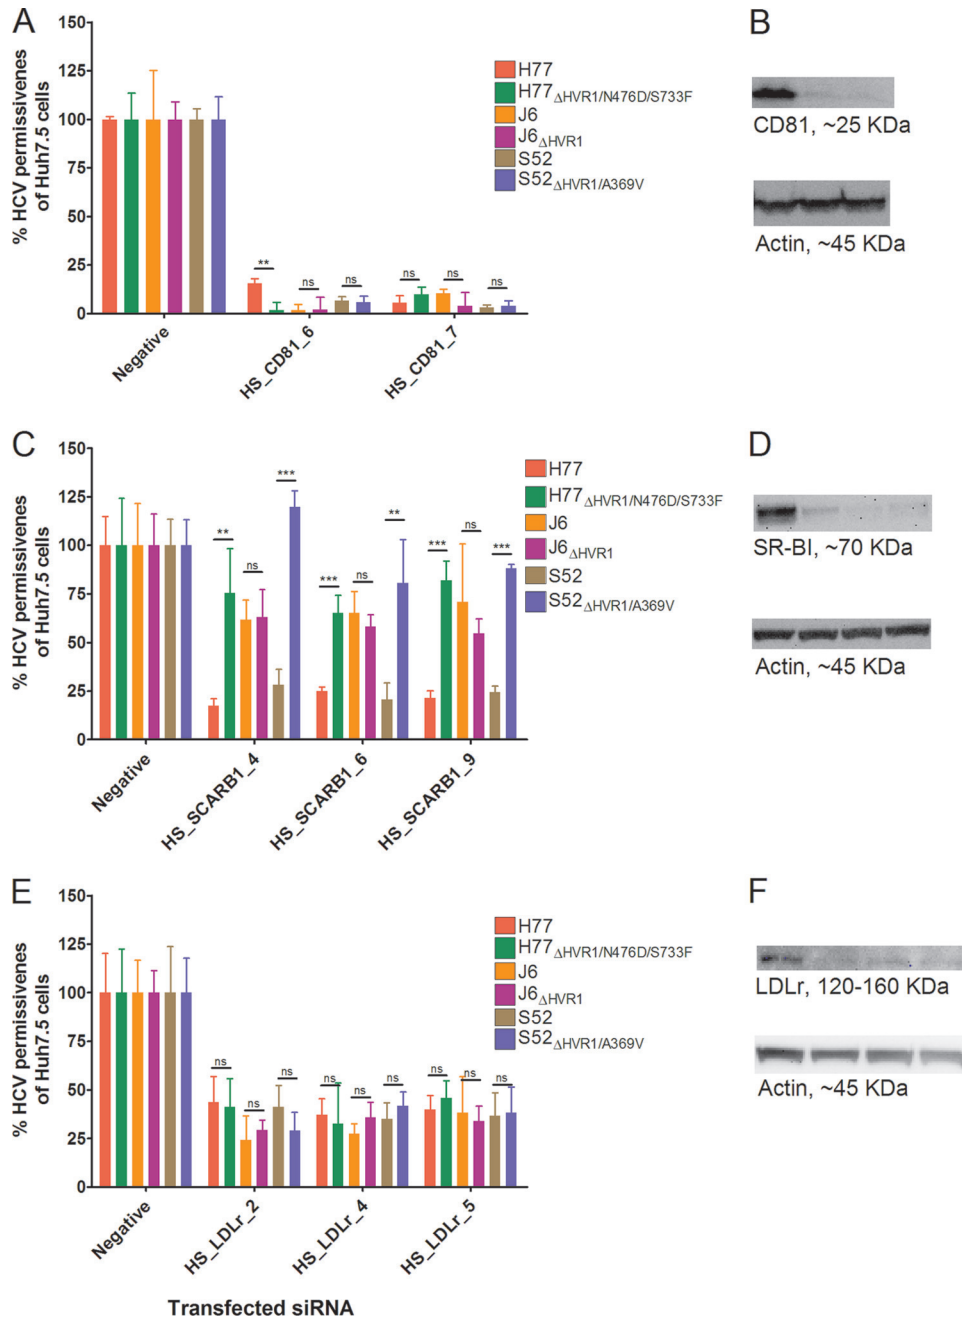 A
% HCV permissivenes
of Huh7.5 cells
150
125
100
75
50
25
0
** ns ns ns ns ns
Negative
HS_CD81_6
HS_CD81_7
H77
H77ΔHVR1/N476D/S733F
J6
J6ΔHVR1
S52
S52ΔHVR1/A369V
B
CD81, ~25 KDa
Actin, ~45 KDa
C
% HCV permissivenes
of Huh7.5 cells
150
125
100
75
50
25
0
** ns *** *** ns ** *** ns ***
Negative
HS_SCARB1_4
HS_SCARB1_6
HS_SCARB1_9
H77
H77ΔHVR1/N476D/S733F
J6
J6ΔHVR1
S52
S52ΔHVR1/A369V
D
SR-BI, ~70 KDa
Actin, ~45 KDa
E
% HCV permissivenes
of Huh7.5 cells
150
125
100
75
50
25
0
ns ns ns ns ns ns ns ns ns
Negative
HS_LDLr_2
HS_LDLr_4
HS_LDLr_5
Transfected siRNA
H77
H77ΔHVR1/N476D/S733F
J6
J6ΔHVR1
S52
S52ΔHVR1/A369V
F
LDLr, 120-160 KDa
Actin, ~45 KDa